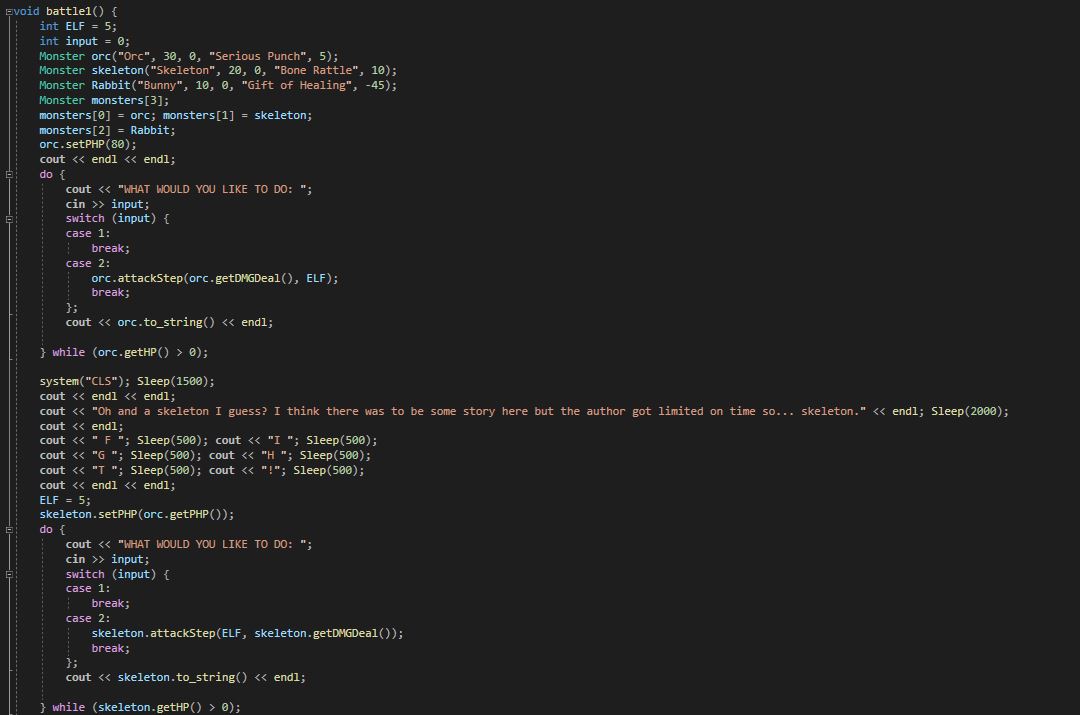 void battle1() {
    int ELF = 5;
    int input = 0;
    Monster orc("Orc", 30, 0, "Serious Punch", 5);
    Monster skeleton("Skeleton", 20, 0, "Bone Rattle", 10);
    Monster Rabbit("Bunny", 10, 0, "Gift of Healing", -45);
    Monster monsters[3];
    monsters[0] = orc; monsters[1] = skeleton;
    monsters[2] = Rabbit;
    orc.setPHP(80);
    cout << endl << endl;
    do {
        cout << "WHAT WOULD YOU LIKE TO DO: ";
        cin >> input;
        switch (input) {
        case 1:
            break;
        case 2:
            orc.attackStep(orc.getDMGDeal(), ELF);
            break;
        };
        cout << orc.to_string() << endl;
    } while (orc.getHP() > 0);
    system("CLS"); Sleep(1500);
    cout << endl << endl;
    cout << "Oh and a skeleton I guess? I think there was to be some story here but the author got limited on time so... skeleton." << endl; Sleep(2000);
    cout << endl;
    cout << " F "; Sleep(500); cout << "I "; Sleep(500);
    cout << "G "; Sleep(500); cout << "H "; Sleep(500);
    cout << "T "; Sleep(500); cout << "!"; Sleep(500);
    cout << endl << endl;
    ELF = 5;
    skeleton.setPHP(orc.getPHP());
    do {
        cout << "WHAT WOULD YOU LIKE TO DO: ";
        cin >> input;
        switch (input) {
        case 1:
            break;
        case 2:
            skeleton.attackStep(ELF, skeleton.getDMGDeal());
            break;
        };
        cout << skeleton.to_string() << endl;
    } while (skeleton.getHP() > 0);